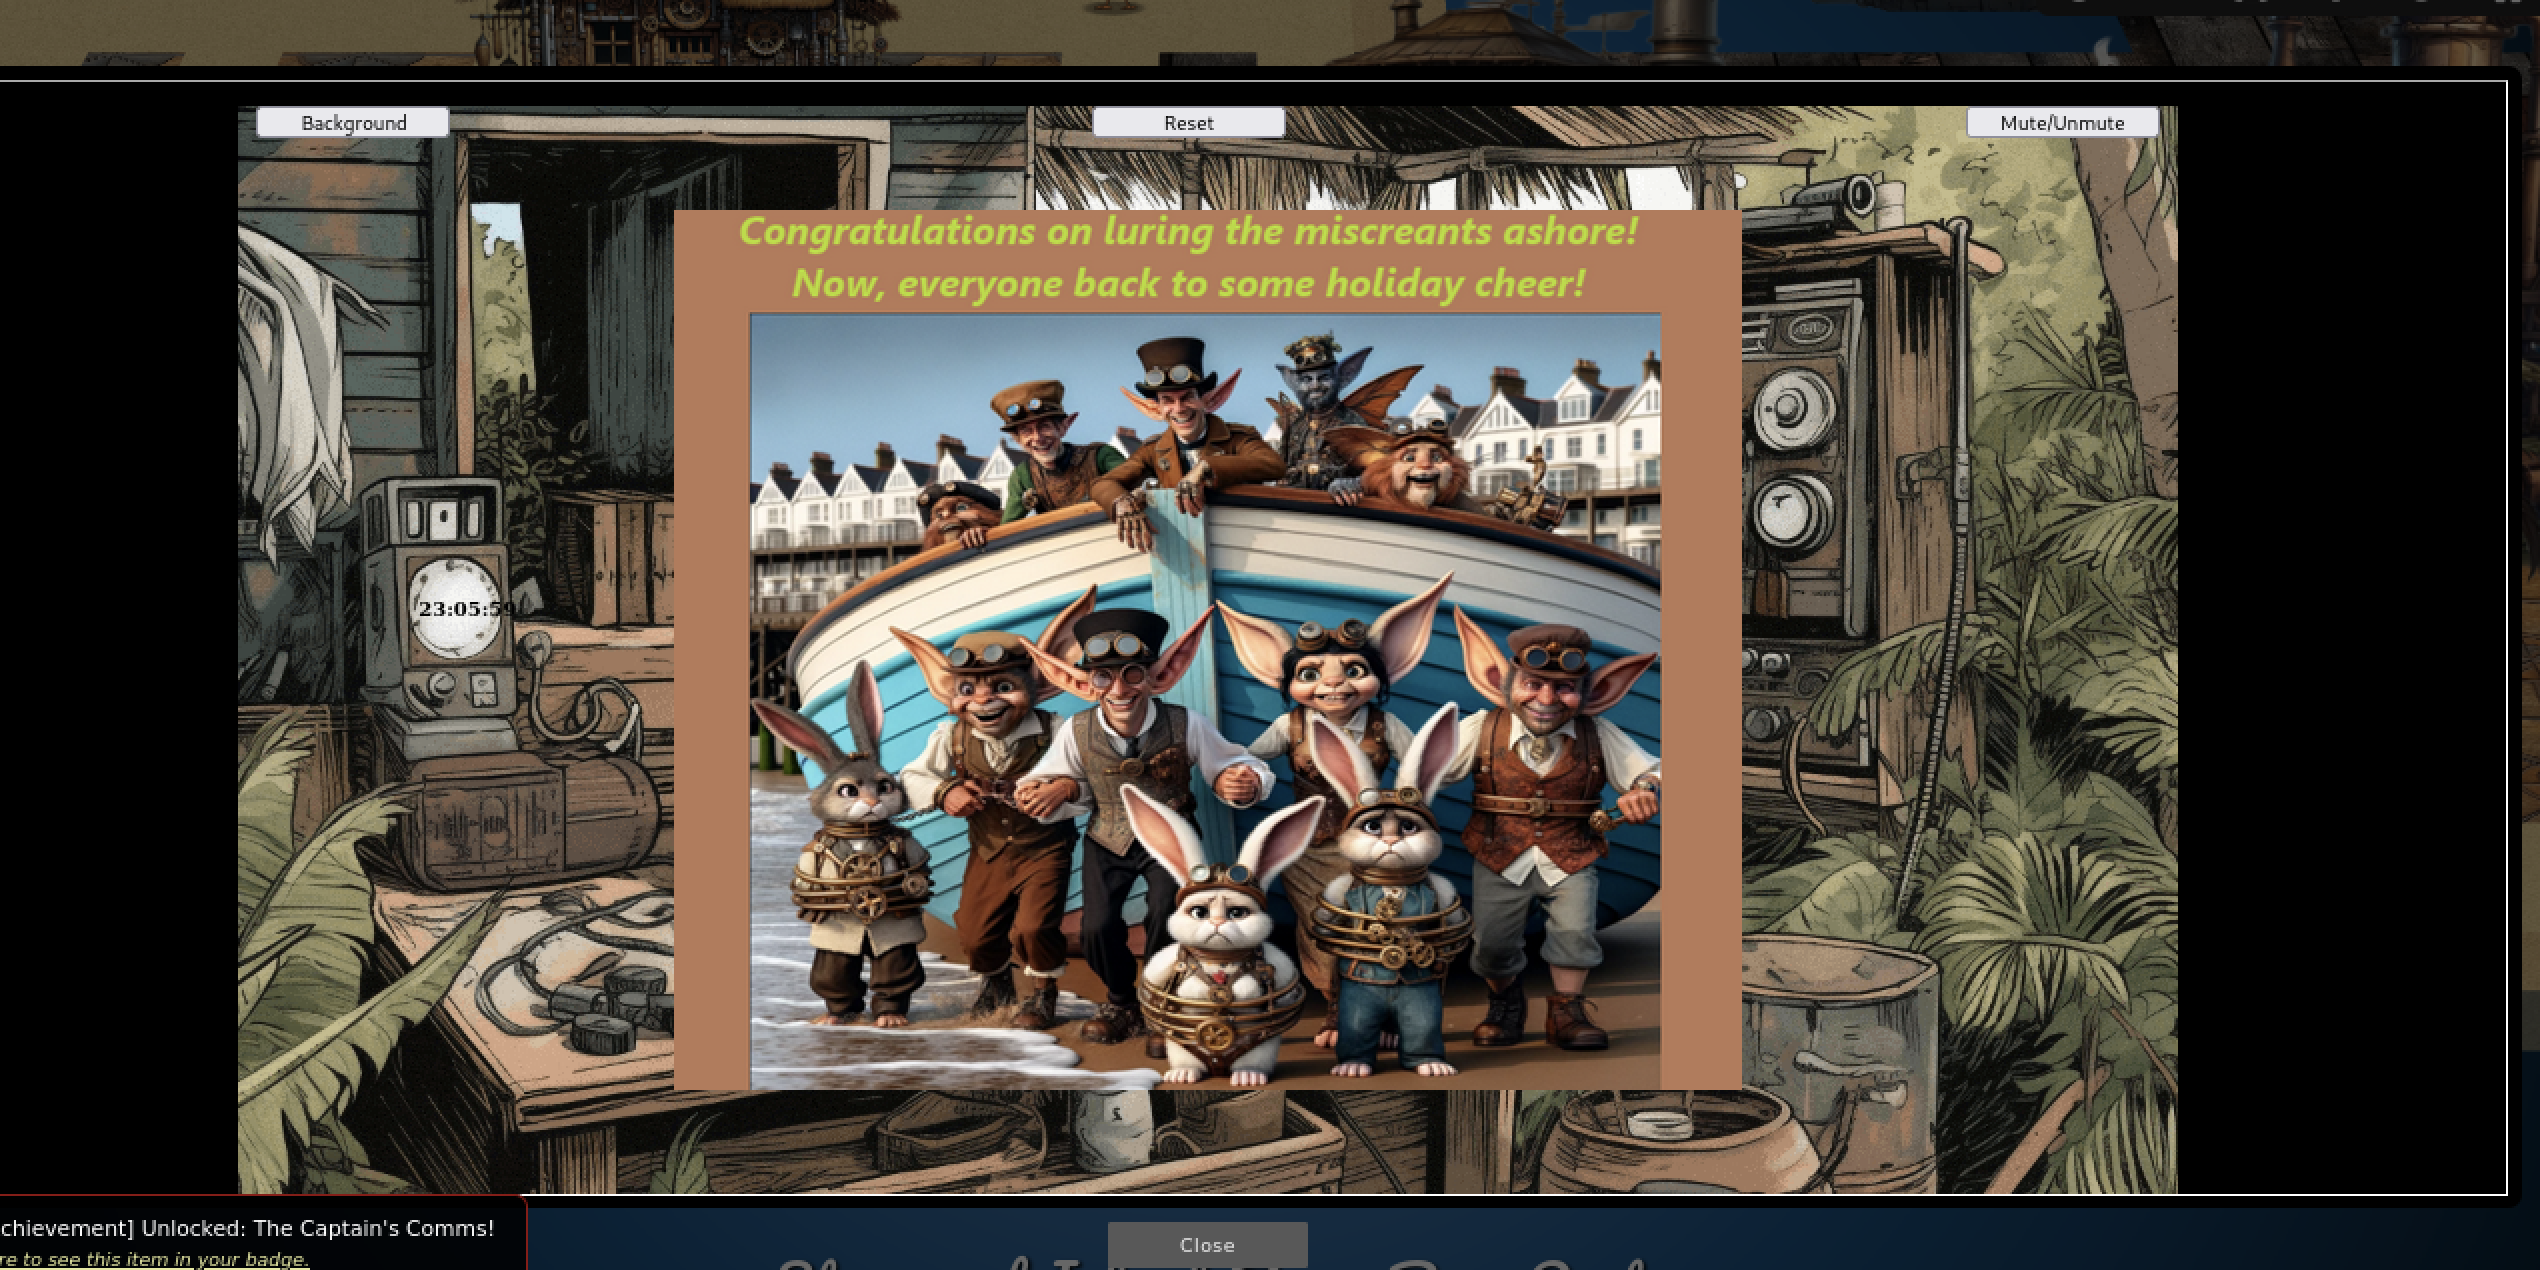 Background
Reset
Mute/Unmute
Congratulations on luring the miscreants ashore!
Now, everyone back to some holiday cheer!
23:05:59
chievement] Unlocked: The Captain's Comms!
re to see this item in your badge.
Close